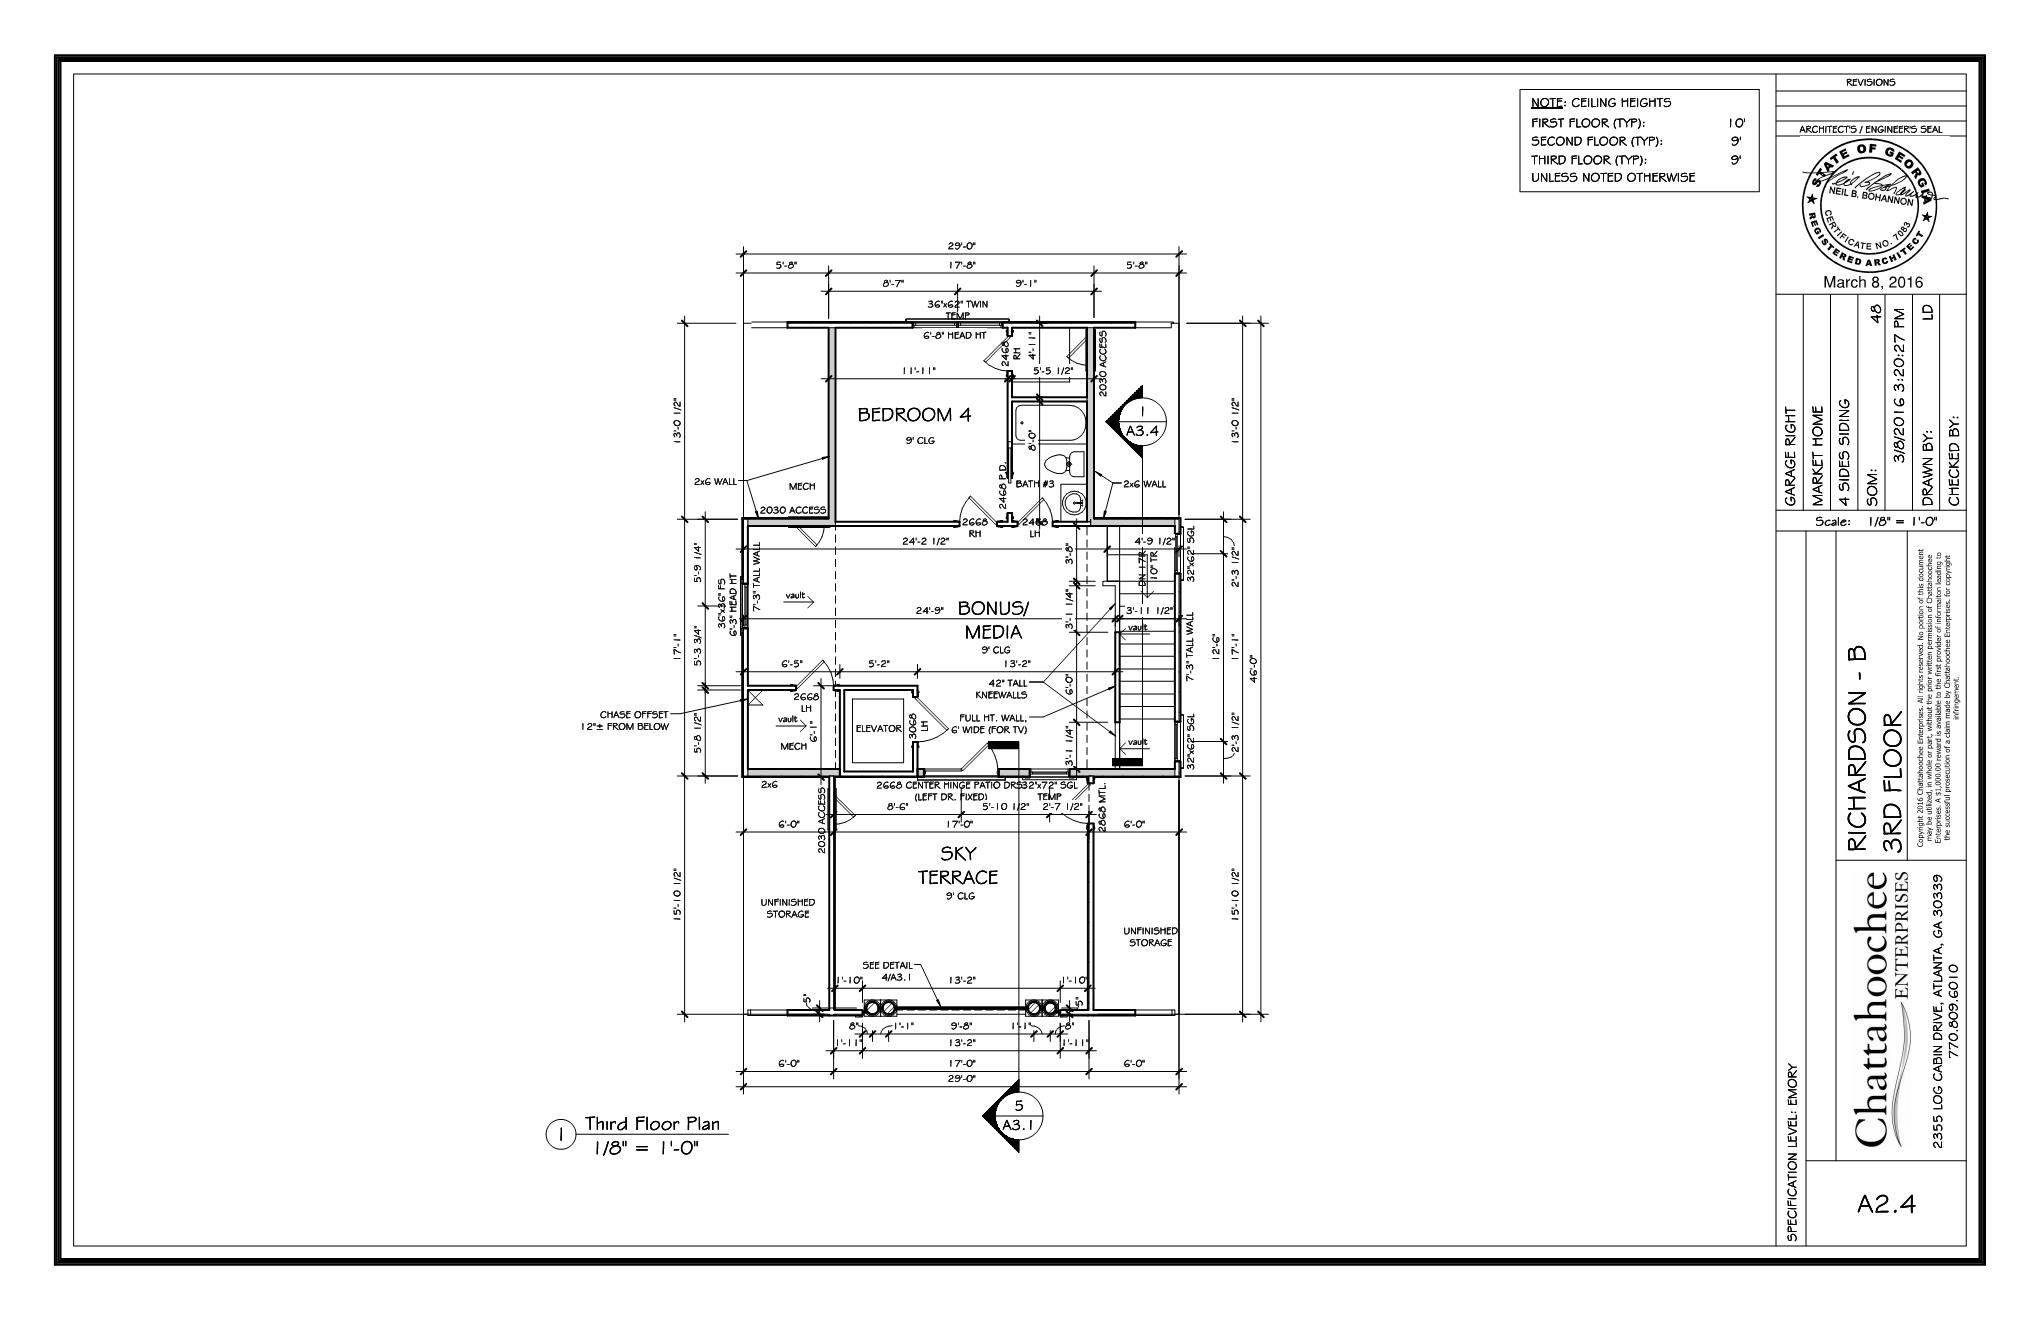 REVISIONS
NOTE: CEILING HEIGHTS
FIRST FLOOR (TYP): 10'
SECOND FLOOR (TYP): 9'
THIRD FLOOR (TYP): 9'
UNLESS NOTED OTHERWISE
ARCHITECT'S / ENGINEER'S SEAL
STATE OF GEORGIA
NEIL B. BOHANNON
CERTIFICATE NO. 7083
REGISTERED ARCHITECT
March 8, 2016
GARAGE RIGHT
MARKET HOME
4 SIDES SIDING
SOM: 48
3/8/2016 3:20:27 PM
DRAWN BY: LD
CHECKED BY:
Scale: 1/8" = 1'-0"
29'-0"
5'-8" 17'-8" 5'-8"
8'-7" 9'-1"
36"x62" TWIN
TEMP
6'-8" HEAD HT
2468
RH
4'-11"
2030 ACCESS
11'-11" 5'-5 1/2"
13'-0 1/2"
13'-0 1/2"
BEDROOM 4
9' CLG
8'-0"
1
A3.4
2x6 WALL
MECH
2468 P.D.
BATH #3
2x6 WALL
2030 ACCESS
2668
RH
2468
LH
24'-2 1/2"
4'-9 1/2"
3'-8"
DN 17R
10" TR
32"x62" SGL
2'-3 1/2"
5'-9 1/4"
7'-3" TALL WALL
36"x36" FS
6'-3" HEAD HT
vault
24'-9"
BONUS/
MEDIA
9' CLG
3'-1 1/4"
3'-11 1/2"
vault
7'-3" TALL WALL
12'-6"
17'-1"
46'-0"
17'-1"
5'-3 3/4"
6'-5" 5'-2" 13'-2"
42" TALL
KNEEWALLS
6'-0"
2668
LH
CHASE OFFSET
12"± FROM BELOW
5'-8 1/2"
vault
6'-1"
MECH
ELEVATOR
3068
LH
FULL HT. WALL,
6' WIDE (FOR TV)
3'-1 1/4"
vault
32"x62" SGL
2'-3 1/2"
2x6
2668 CENTER HINGE PATIO DRS
(LEFT DR. FIXED)
32"x72" SGL
TEMP
8'-6" 5'-10 1/2" 2'-7 1/2"
2030 ACCESS
2868 MTL.
6'-0" 17'-0" 6'-0"
SKY
TERRACE
9' CLG
15'-10 1/2"
15'-10 1/2"
UNFINISHED
STORAGE
UNFINISHED
STORAGE
SEE DETAIL
4/A3.1
1'-10" 13'-2" 1'-10"
5"
5"
8" 1'-1" 9'-8" 1'-1" 8"
1'-11" 13'-2" 1'-11"
6'-0" 17'-0" 6'-0"
29'-0"
5
A3.1
1
Third Floor Plan
1/8" = 1'-0"
RICHARDSON - B
3RD FLOOR
Copyright 2016 Chattahoochee Enterprises. All rights reserved. No portion of this document
may be utilized, in whole or part, without the prior written permission of Chattahoochee
Enterprises. A $1,000.00 reward is available to the first provider of informaiton leading to
the successful prosecution of a claim made by Chattahoochee Enterprises. for copyright
infringement.
Chattahoochee
ENTERPRISES
2355 LOG CABIN DRIVE, ATLANTA, GA 30339
770.809.6010
SPECIFICATION LEVEL: EMORY
A2.4